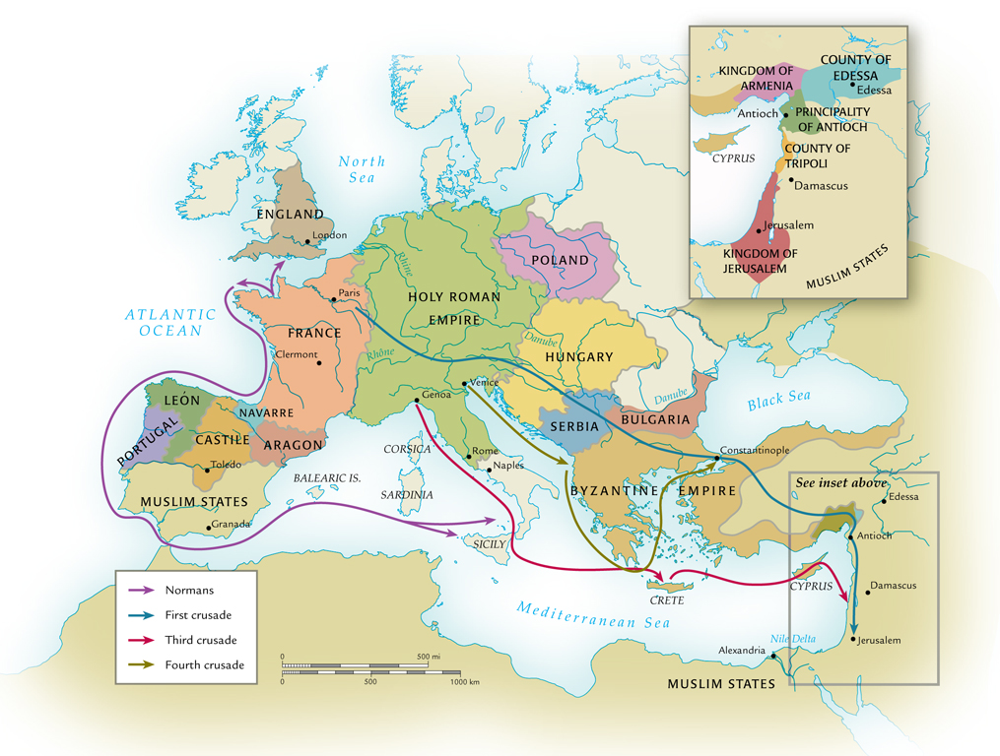 North
Sea
ENGLAND
London
Paris
ATLANTIC
OCEAN
FRANCE
Clermont
Rhine
HOLY ROMAN
EMPIRE
POLAND
Rhône
Danube
HUNGARY
Venice
Genoa
Danube
Black Sea
LEÓN
NAVARRE
PORTUGAL
CASTILE
ARAGON
Toledo
SERBIA
BULGARIA
CORSICA
Rome
Naples
Constantinople
BALEARIC IS.
SARDINIA
MUSLIM STATES
Granada
BYZANTINE EMPIRE
SICILY
See inset above
Edessa
Antioch
CYPRUS
Damascus
CRETE
Mediterranean Sea
Nile Delta
Jerusalem
Alexandria
MUSLIM STATES
Normans
First crusade
Third crusade
Fourth crusade
0 500 mi
0 500 1000 km
KINGDOM OF
ARMENIA
COUNTY OF
EDESSA
Edessa
Antioch
PRINCIPALITY
OF ANTIOCH
CYPRUS
COUNTY OF
TRIPOLI
Damascus
Jerusalem
KINGDOM OF
JERUSALEM
MUSLIM STATES